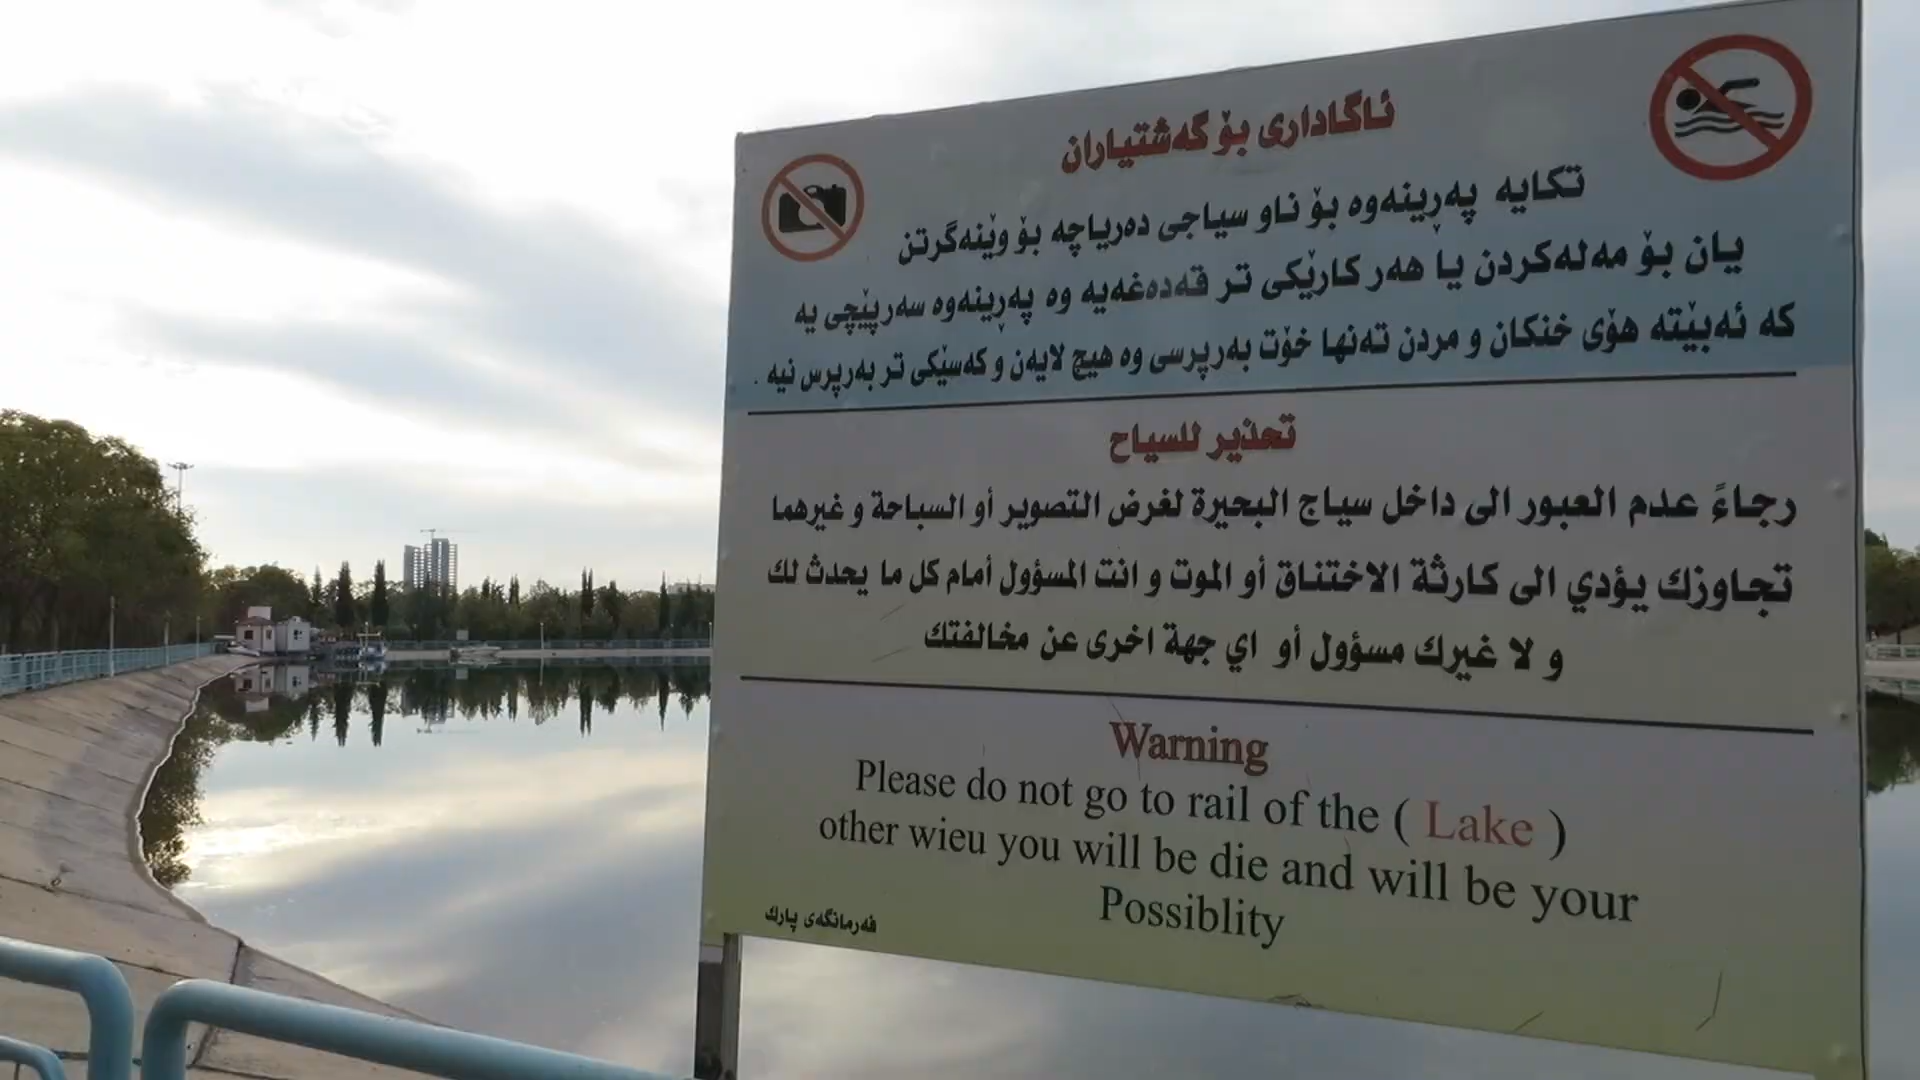 ئاگاداری بۆ گەشتیاران
تکایە پەڕینەوە بۆ ناو سیاجی دەریاچە بۆ وێنەگرتن
یان بۆ مەلەکردن یا هەر کارێکی تر قەدەغەیە وە پەڕینەوە سەرپێچی یە
کە ئەبێتە هۆی خنکان و مردن تەنها خۆت بەرپرسی وە هیچ لایەن و کەسێکی تر بەرپرس نیە .
تحذير للسياح
رجاءً عدم العبور الى داخل سياج البحيرة لغرض التصوير أو السباحة و غيرهما
تجاوزك يؤدي الى كارثة الاختناق أو الموت و انت المسؤول أمام كل ما يحدث لك
و لا غيرك مسؤول أو اي جهة اخرى عن مخالفتك
Warning
Please do not go to rail of the ( Lake )
other wieu you will be die and will be your
Possiblity
فەرمانگەی پارك